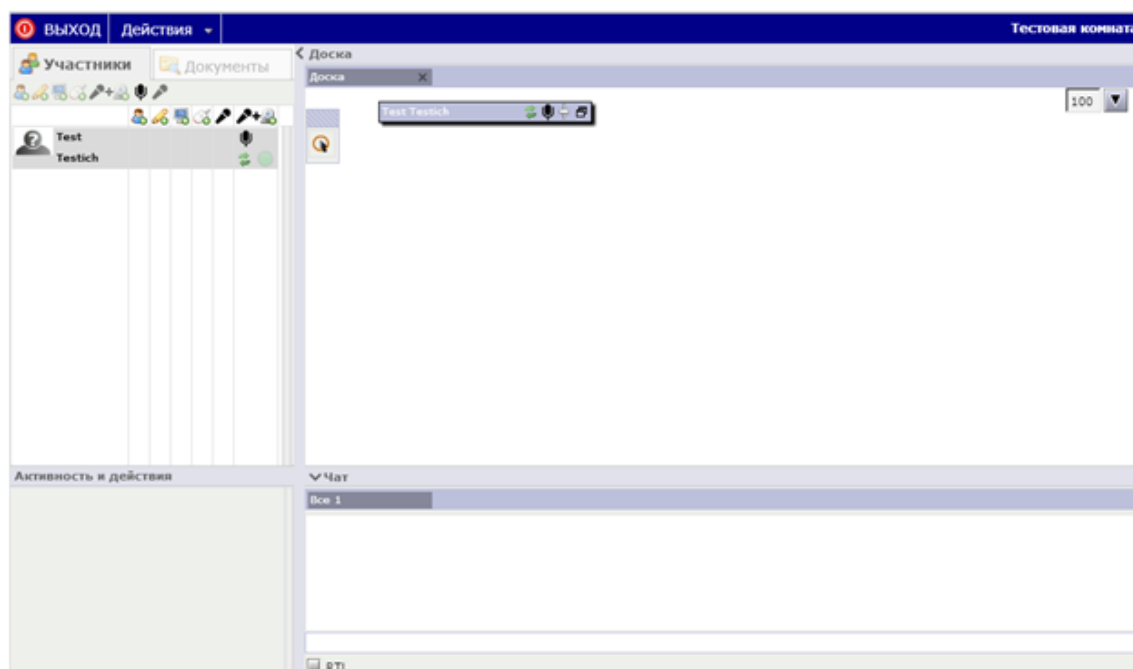 ВЫХОД Действия Тестовая комната
Участники Документы
Доска
Доска
Test Testich
100
Test
Testich
Активность и действия
Чат
Все 1
RTL